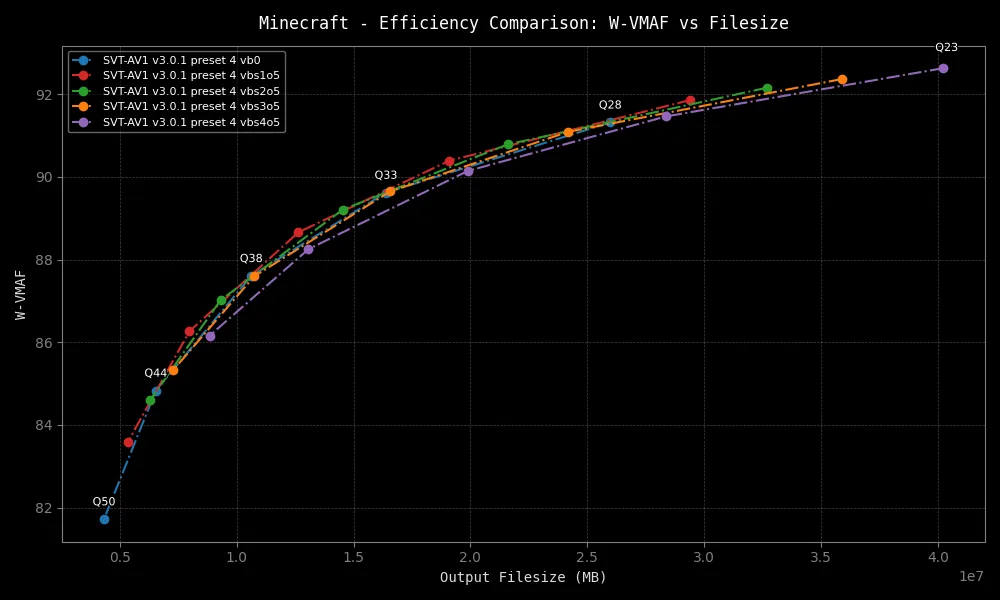 Minecraft - Efficiency Comparison: W-VMAF vs Filesize
SVT-AV1 v3.0.1 preset 4 vb0
SVT-AV1 v3.0.1 preset 4 vbs1o5
SVT-AV1 v3.0.1 preset 4 vbs2o5
SVT-AV1 v3.0.1 preset 4 vbs3o5
SVT-AV1 v3.0.1 preset 4 vbs4o5
Q23
Q28
Q33
Q38
Q44
Q50
W-VMAF
92
90
88
86
84
82
0.5 1.0 1.5 2.0 2.5 3.0 3.5 4.0
1e7
Output Filesize (MB)